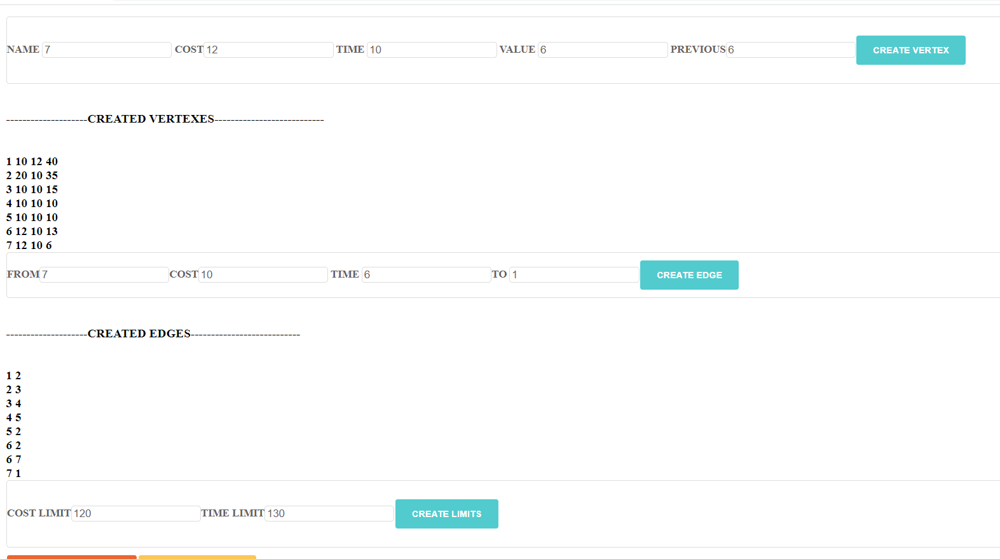 NAME 7 COST 12 TIME 10 VALUE 6 PREVIOUS 6 CREATE VERTEX
--------------------CREATED VERTEXES---------------------------
1 10 12 40
2 20 10 35
3 10 10 15
4 10 10 10
5 10 10 10
6 12 10 13
7 12 10 6
FROM 7 COST 10 TIME 6 TO 1 CREATE EDGE
--------------------CREATED EDGES---------------------------
1 2
2 3
3 4
4 5
5 2
6 2
6 7
7 1
COST LIMIT 120 TIME LIMIT 130 CREATE LIMITS